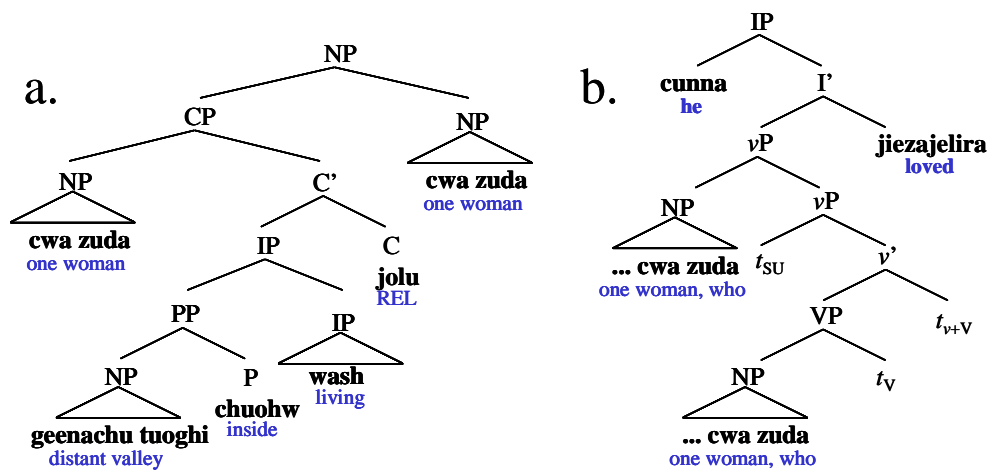 a.
NP
CP
NP
cwa zuda
one woman
NP
cwa zuda
one woman
C'
IP
C
jolu
REL
PP
IP
wash
living
NP
geenachu tuoghi
distant valley
P
chuohw
inside
b.
IP
cunna
he
I'
vP
jiezajelira
loved
NP
... cwa zuda
one woman, who
vP
tSU
v'
VP
tv+V
NP
... cwa zuda
one woman, who
tV